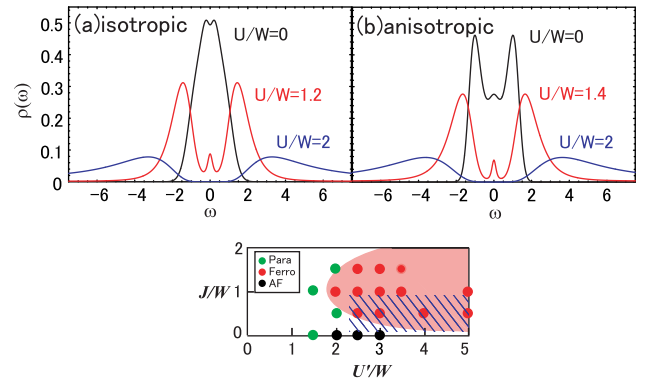 (a)isotropic
U/W=0
U/W=1.2
U/W=2
0.5
0.4
0.3
0.2
0.1
0
ρ(ω)
−6 −4 −2 0 2 4 6
ω
(b)anisotropic
U/W=0
U/W=1.4
U/W=2
−6 −4 −2 0 2 4 6
ω
Para
Ferro
AF
2
1
0
J/W
0 1 2 3 4 5
U'/W